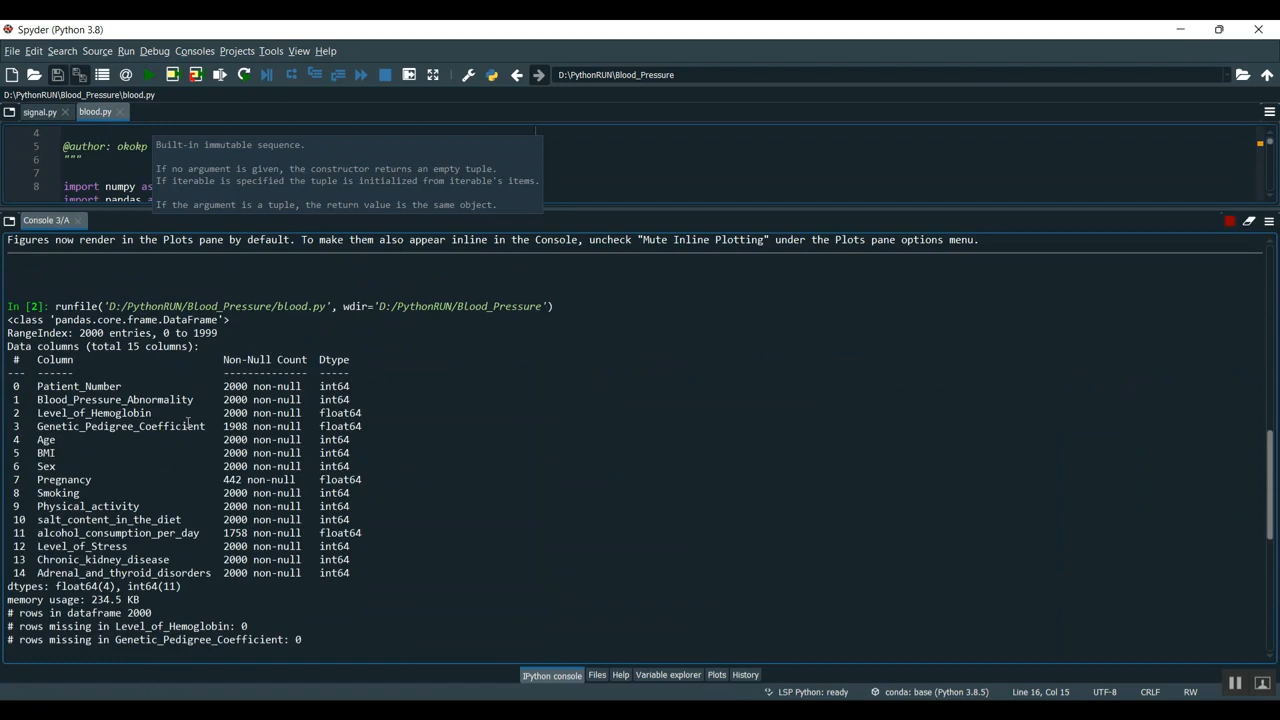 Spyder (Python 3.8)
File Edit Search Source Run Debug Consoles Projects Tools View Help
D:\PythonRUN\Blood_Pressure
D:\PythonRUN\Blood_Pressure\blood.py
signal.py blood.py
4
5 @author: okokp
6 """
7
8 import numpy as
import pandas
Built-in immutable sequence.
If no argument is given, the constructor returns an empty tuple.
If iterable is specified the tuple is initialized from iterable's items.
If the argument is a tuple, the return value is the same object.
Console 3/A
Figures now render in the Plots pane by default. To make them also appear inline in the Console, uncheck "Mute Inline Plotting" under the Plots pane options menu.
In [2]: runfile('D:/PythonRUN/Blood_Pressure/blood.py', wdir='D:/PythonRUN/Blood_Pressure')
<class 'pandas.core.frame.DataFrame'>
RangeIndex: 2000 entries, 0 to 1999
Data columns (total 15 columns):
# Column Non-Null Count Dtype
--- ------ -------------- -----
0 Patient_Number 2000 non-null int64
1 Blood_Pressure_Abnormality 2000 non-null int64
2 Level_of_Hemoglobin 2000 non-null float64
3 Genetic_Pedigree_Coefficient 1908 non-null float64
4 Age 2000 non-null int64
5 BMI 2000 non-null int64
6 Sex 2000 non-null int64
7 Pregnancy 442 non-null float64
8 Smoking 2000 non-null int64
9 Physical_activity 2000 non-null int64
10 salt_content_in_the_diet 2000 non-null int64
11 alcohol_consumption_per_day 1758 non-null float64
12 Level_of_Stress 2000 non-null int64
13 Chronic_kidney_disease 2000 non-null int64
14 Adrenal_and_thyroid_disorders 2000 non-null int64
dtypes: float64(4), int64(11)
memory usage: 234.5 KB
# rows in dataframe 2000
# rows missing in Level_of_Hemoglobin: 0
# rows missing in Genetic_Pedigree_Coefficient: 0
IPython console Files Help Variable explorer Plots History
LSP Python: ready conda: base (Python 3.8.5) Line 16, Col 15 UTF-8 CRLF RW